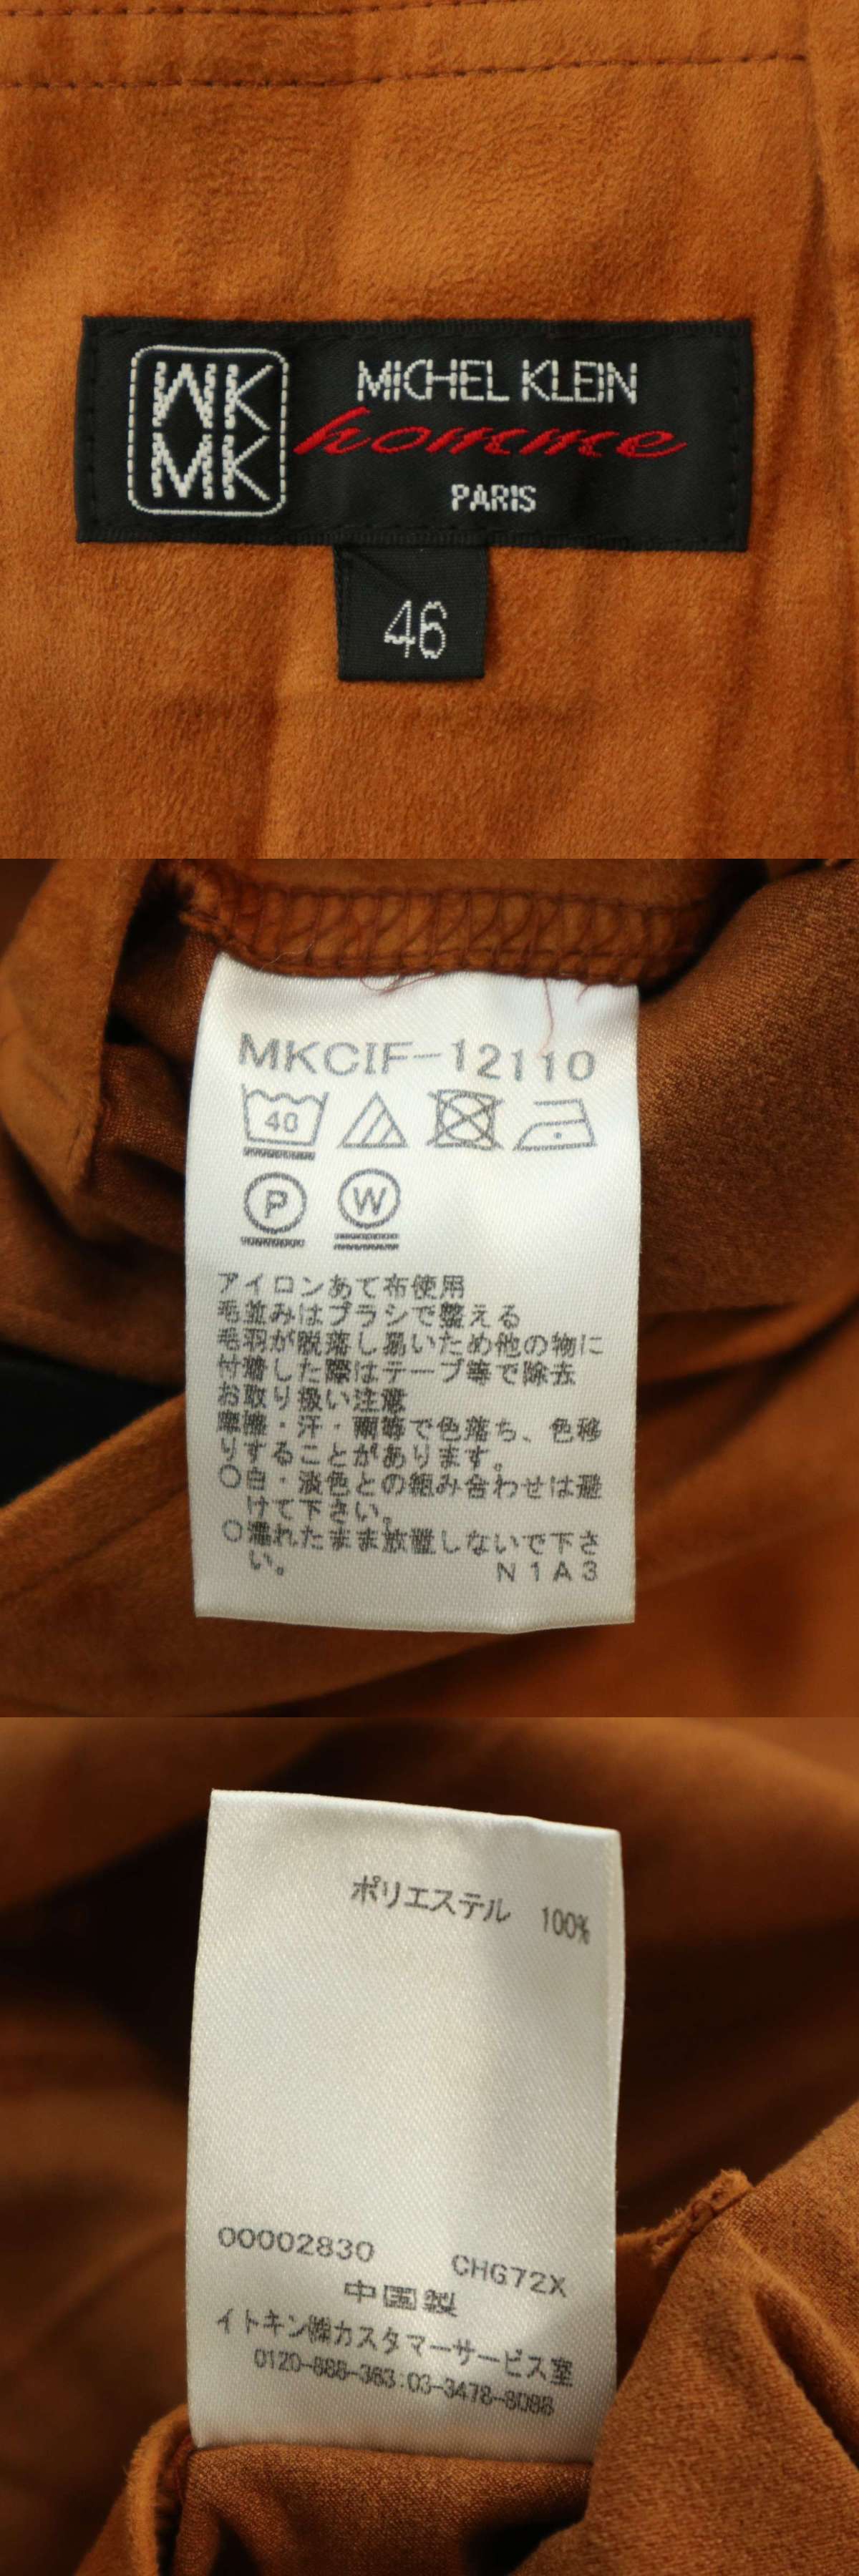 WK
MK
MICHEL KLEIN
homme
PARIS
46
MKCIF-12110
40
P W
アイロンあて布使用
毛並みはブラシで整える
毛羽が脱落し易いため他の物に
付着した際はテープ等で除去
お取り扱い注意
摩擦・汗・雨等で色落ち、色移
りすることがあります。
○白・淡色との組み合わせは避
けて下さい。
○濡れたまま放置しないで下さ
い。 N1A3
ポリエステル 100%
00002830 CHG72X
中国製
イトキン㈱カスタマーサービス室
0120-888-363:03-3478-8088